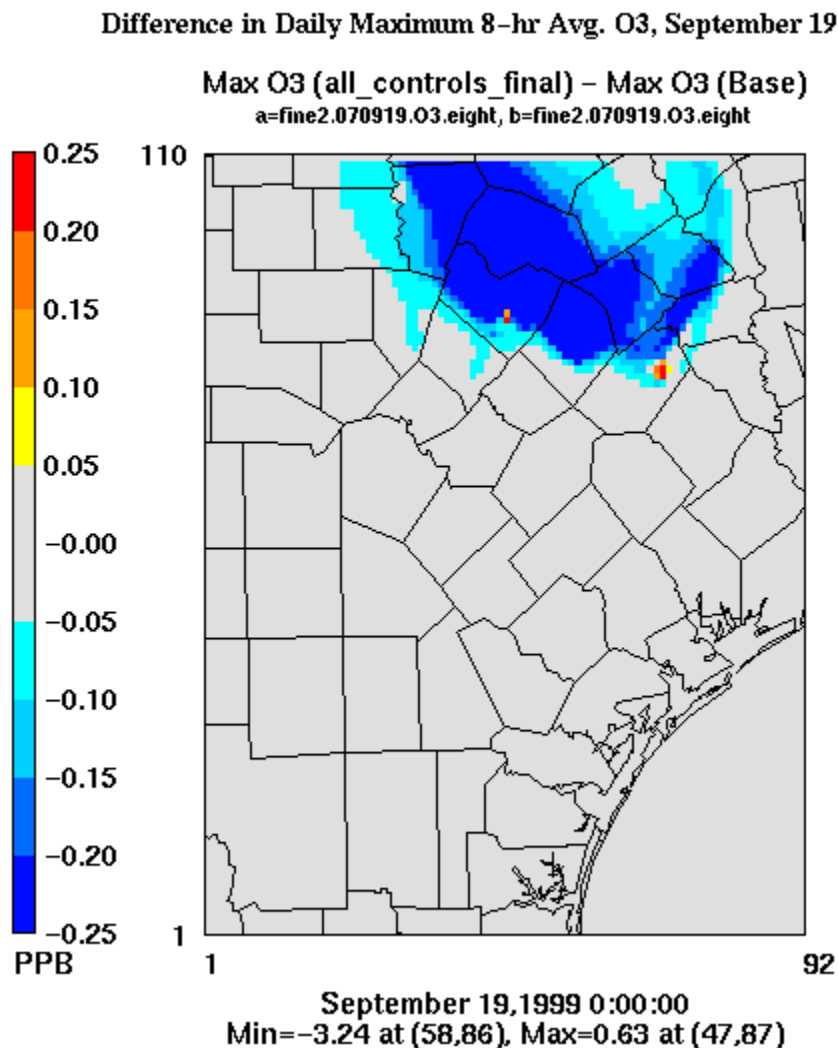 Difference in Daily Maximum 8-hr Avg. O3, September 19
Max O3 (all_controls_final) - Max O3 (Base)
a=fine2.070919.O3.eight, b=fine2.070919.O3.eight
0.25
0.20
0.15
0.10
0.05
-0.00
-0.05
-0.10
-0.15
-0.20
-0.25
PPB
110
1
1
92
September 19,1999 0:00:00
Min=-3.24 at (58,86), Max=0.63 at (47,87)